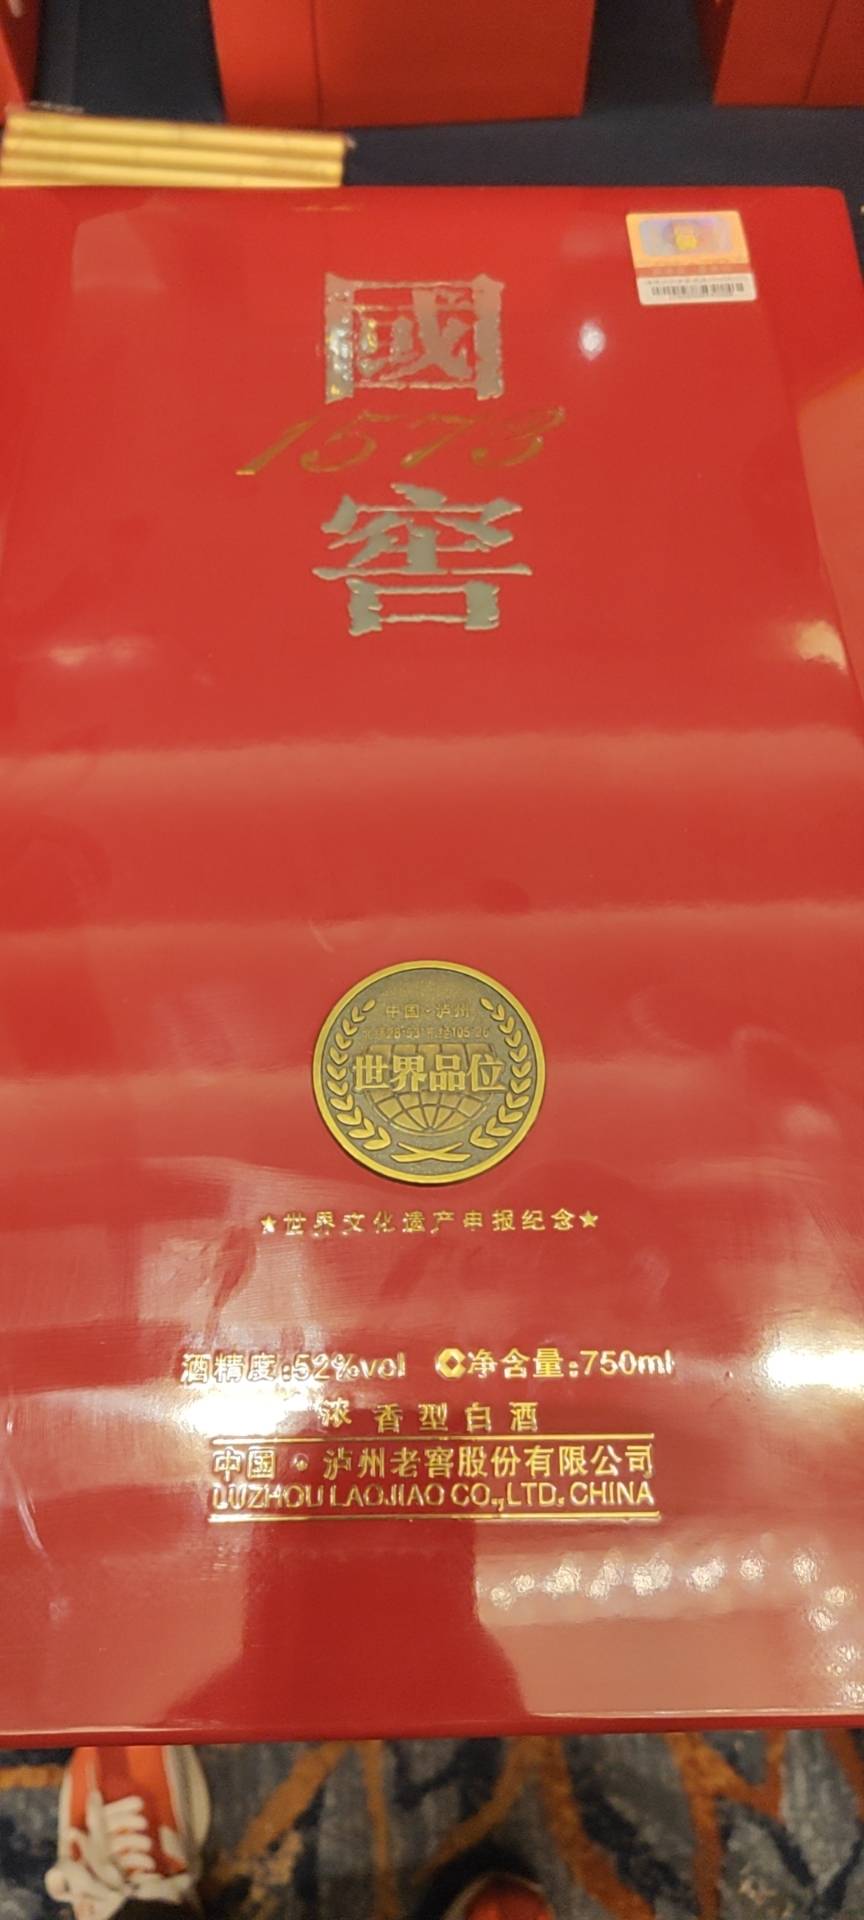 國
1573
窖
中国·泸州
世界品位
★世界文化遗产申报纪念★
酒精度:52%vol 净含量:750ml
浓香型白酒
中国·泸州老窖股份有限公司
LUZHOU LAOJIAO CO.,LTD. CHINA